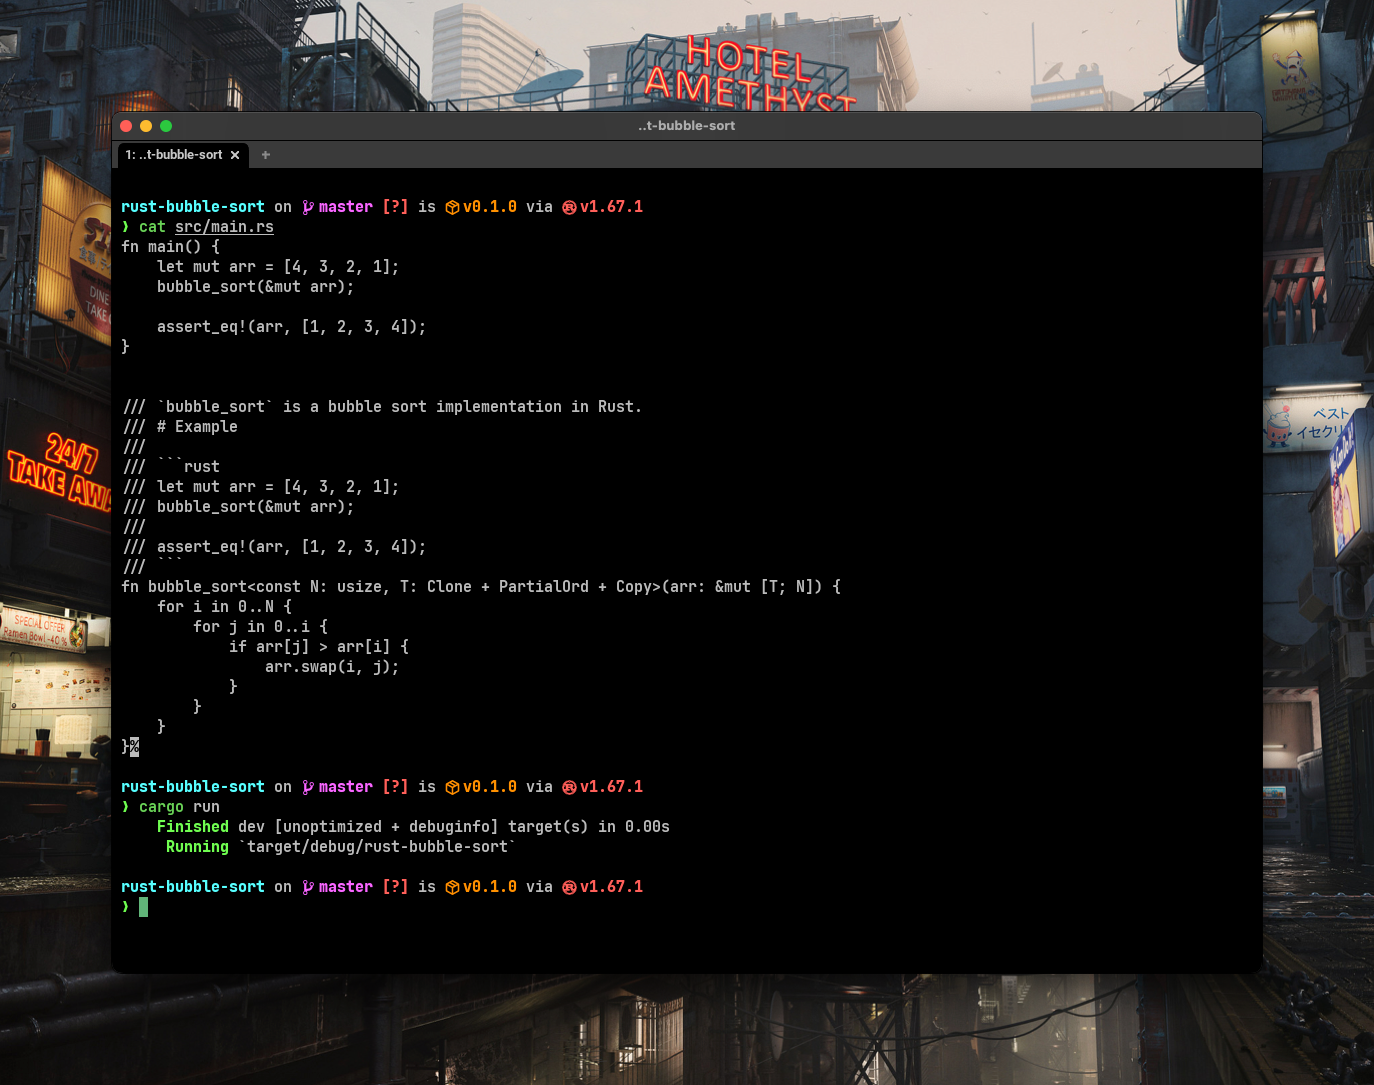 HOTEL
AMETHYST
..t-bubble-sort
1: ..t-bubble-sort ✕ +
rust-bubble-sort on master [?] is v0.1.0 via v1.67.1
❯ cat src/main.rs
fn main() {
    let mut arr = [4, 3, 2, 1];
    bubble_sort(&mut arr);

    assert_eq!(arr, [1, 2, 3, 4]);
}

/// `bubble_sort` is a bubble sort implementation in Rust.
/// # Example
///
/// ```rust
/// let mut arr = [4, 3, 2, 1];
/// bubble_sort(&mut arr);
///
/// assert_eq!(arr, [1, 2, 3, 4]);
/// ```
fn bubble_sort<const N: usize, T: Clone + PartialOrd + Copy>(arr: &mut [T; N]) {
    for i in 0..N {
        for j in 0..i {
            if arr[j] > arr[i] {
                arr.swap(i, j);
            }
        }
    }
}%

rust-bubble-sort on master [?] is v0.1.0 via v1.67.1
❯ cargo run
    Finished dev [unoptimized + debuginfo] target(s) in 0.00s
     Running `target/debug/rust-bubble-sort`

rust-bubble-sort on master [?] is v0.1.0 via v1.67.1
❯
DINE
TAKE
24/7
TAKE AWA
SPECIAL OFFER
Ramen Bowl -40 %
ベスト
イセクリ